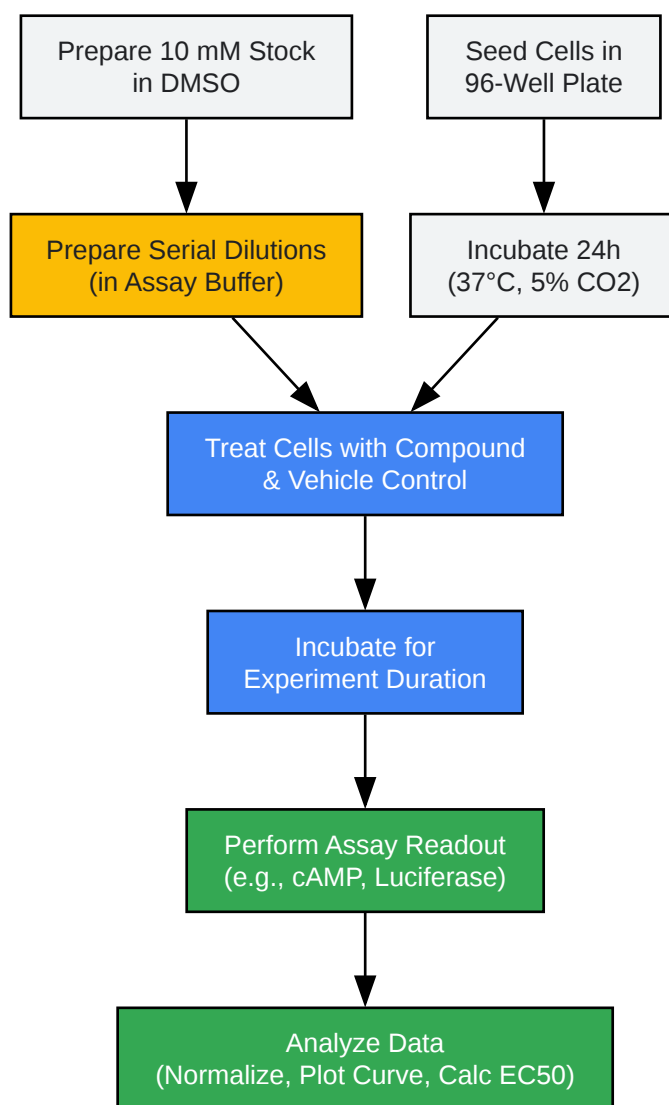 Prepare 10 mM Stock
in DMSO
Seed Cells in
96-Well Plate
Prepare Serial Dilutions
(in Assay Buffer)
Incubate 24h
(37°C, 5% CO2)
Treat Cells with Compound
& Vehicle Control
Incubate for
Experiment Duration
Perform Assay Readout
(e.g., cAMP, Luciferase)
Analyze Data
(Normalize, Plot Curve, Calc EC50)